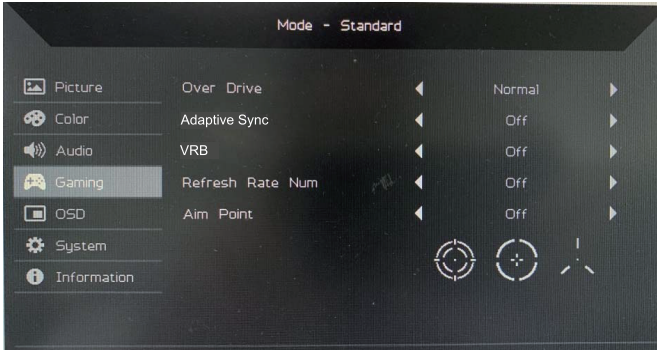 Mode - Standard
Picture
Over Drive Normal
Color
Adaptive Sync Off
Audio
VRB Off
Gaming
Refresh Rate Num Off
OSD
Aim Point Off
System
Information